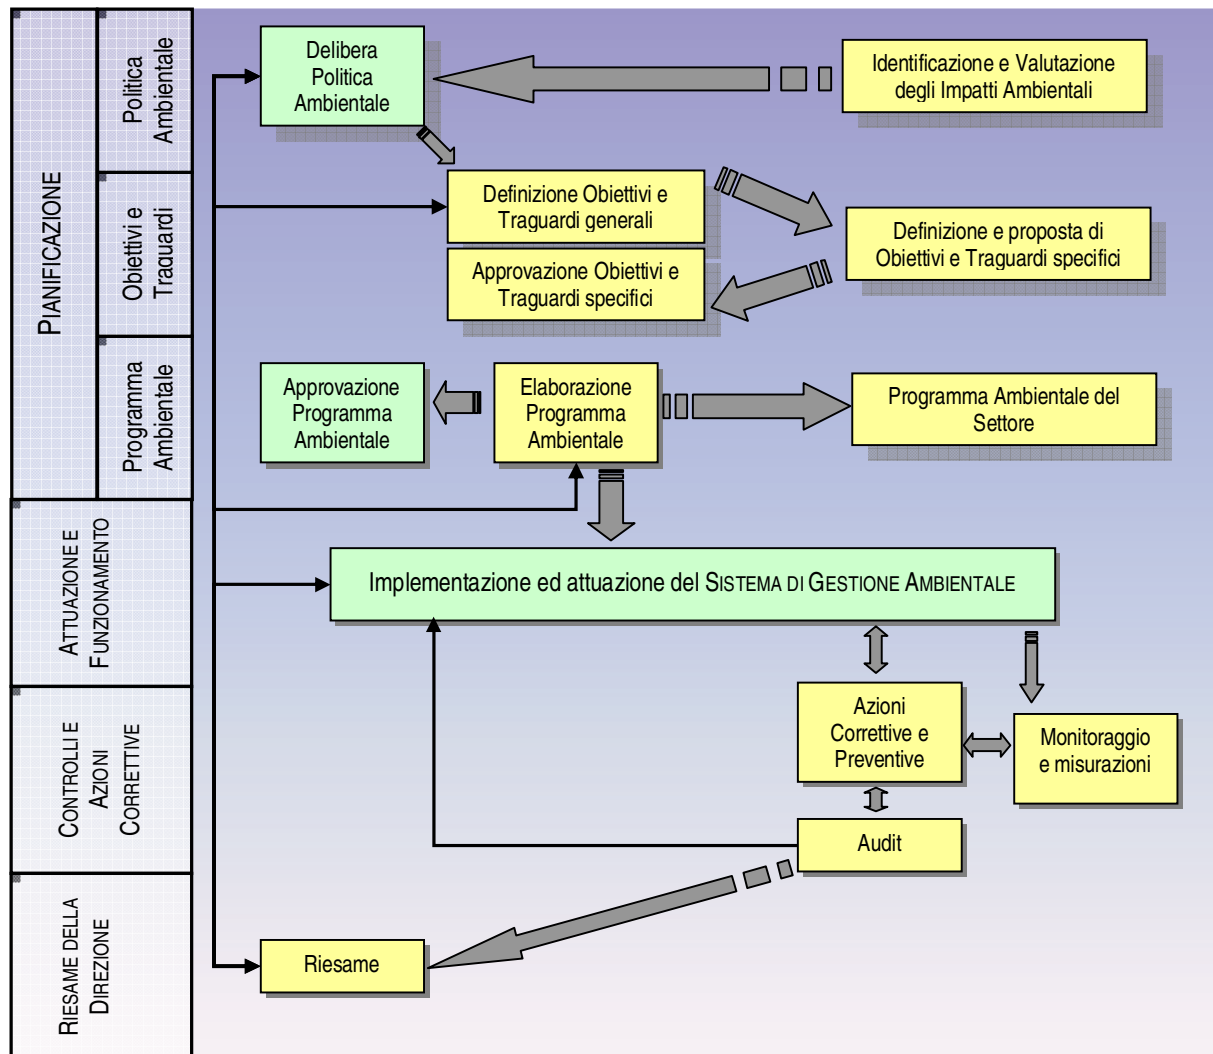 PIANIFICAZIONE
Politica
Ambientale
Obiettivi e
Traguardi
Programma
Ambientale
ATTUAZIONE E
FUNZIONAMENTO
CONTROLLI E
AZIONI
CORRETTIVE
RIESAME DELLA
DIREZIONE
Delibera
Politica
Ambientale
Identificazione e Valutazione
degli Impatti Ambientali
Definizione Obiettivi e
Traguardi generali
Definizione e proposta di
Obiettivi e Traguardi specifici
Approvazione Obiettivi e
Traguardi specifici
Approvazione
Programma
Ambientale
Elaborazione
Programma
Ambientale
Programma Ambientale del
Settore
Implementazione ed attuazione del SISTEMA DI GESTIONE AMBIENTALE
Azioni
Correttive e
Preventive
Monitoraggio
e misurazioni
Audit
Riesame